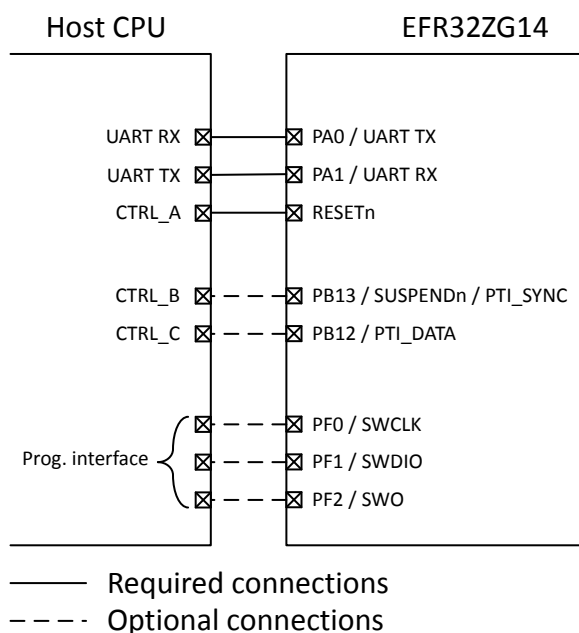 Host CPU EFR32ZG14
UART RX PA0 / UART TX
UART TX PA1 / UART RX
CTRL_A RESETn
CTRL_B PB13 / SUSPENDn / PTI_SYNC
CTRL_C PB12 / PTI_DATA
PF0 / SWCLK
Prog. interface PF1 / SWDIO
PF2 / SWO
Required connections
Optional connections